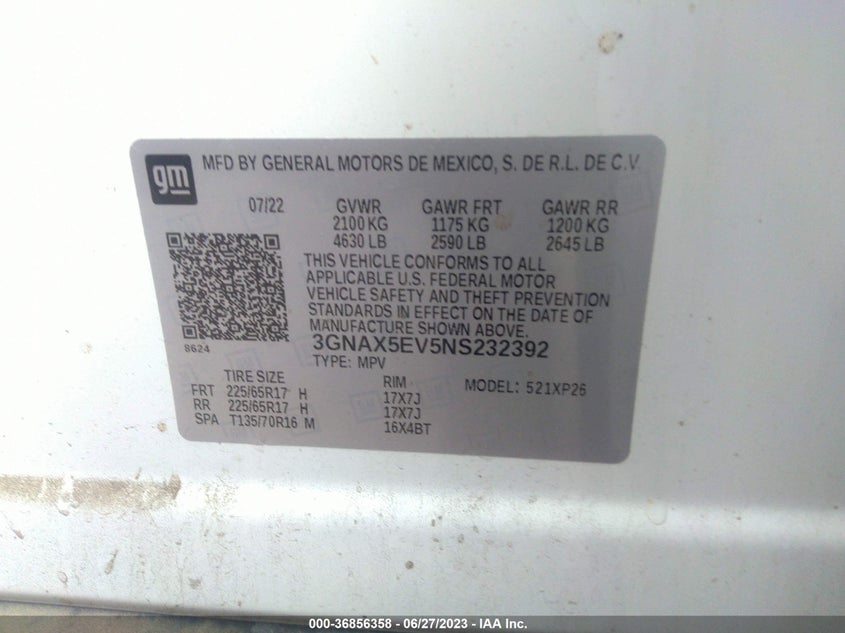 gm
MFD BY GENERAL MOTORS DE MEXICO, S. DE R.L. DE C.V.
07/22 GVWR GAWR FRT GAWR RR
2100 KG 1175 KG 1200 KG
4630 LB 2590 LB 2645 LB
THIS VEHICLE CONFORMS TO ALL
APPLICABLE U.S. FEDERAL MOTOR
VEHICLE SAFETY AND THEFT PREVENTION
STANDARDS IN EFFECT ON THE DATE OF
MANUFACTURE SHOWN ABOVE.
8624
3GNAX5EV5NS232392
TYPE: MPV
TIRE SIZE RIM MODEL: 521XP26
FRT 225/65R17 H 17X7J
RR 225/65R17 H 17X7J
SPA T135/70R16 M 16X4BT
000-36856358 - 06/27/2023 - IAA Inc.